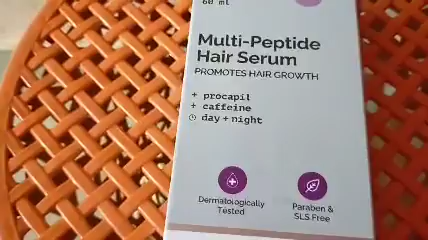 60 ml
Multi-Peptide
Hair Serum
PROMOTES HAIR GROWTH
+ procapil
+ caffeine
day + night
Dermatologically
Tested
Paraben &
SLS Free